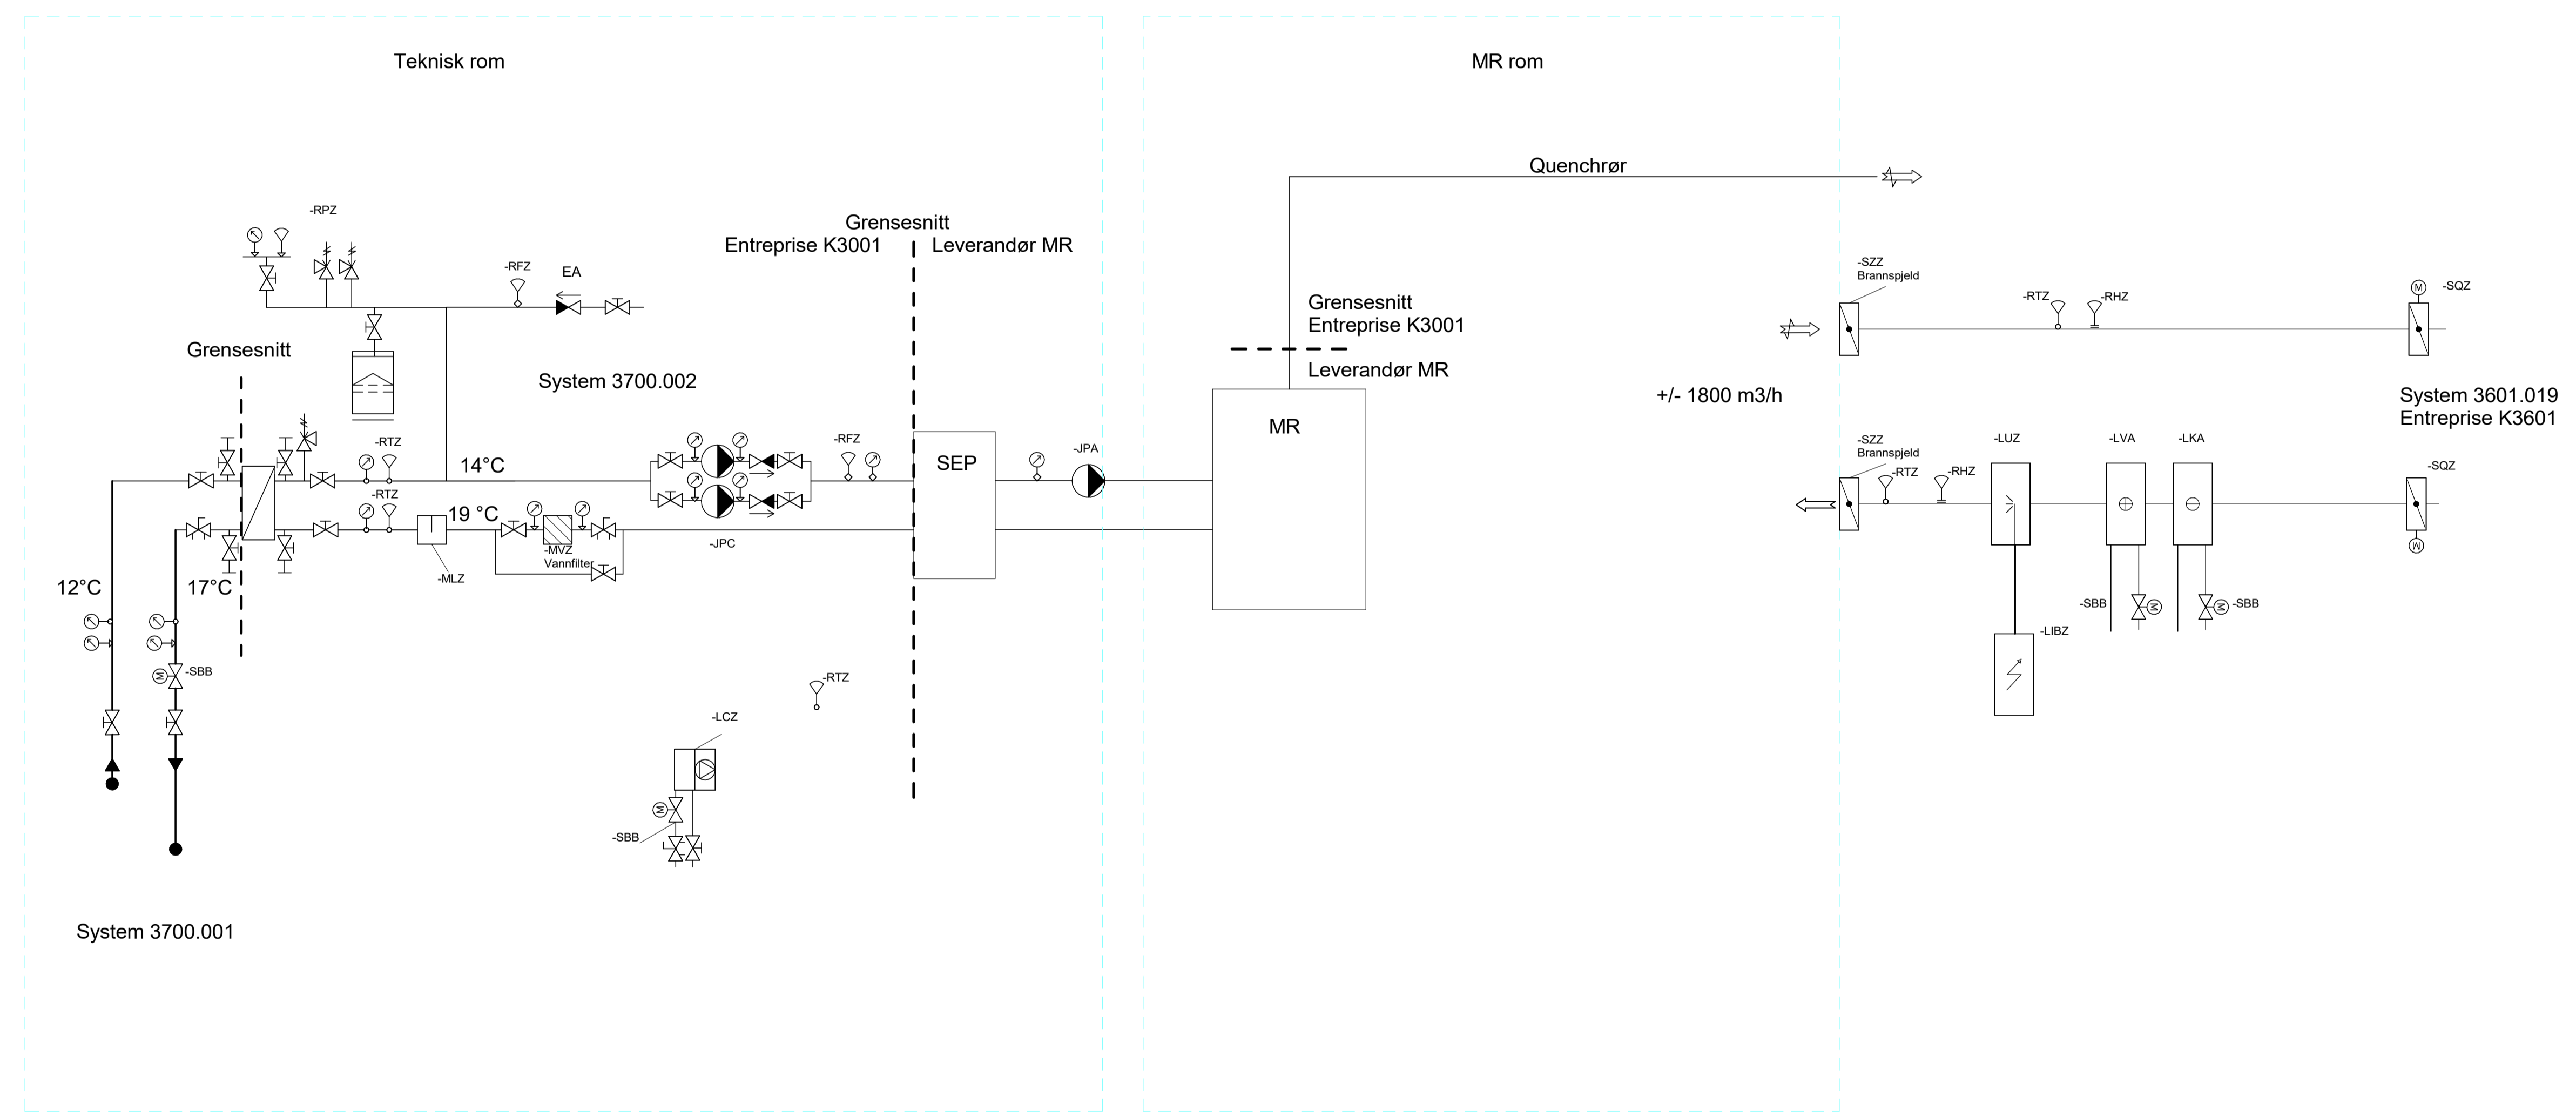 Teknisk rom
MR rom
Quenchrør
-RPZ
Grensesnitt
Entreprise K3001
Leverandør MR
-RFZ
EA
-SZZ
Brannspjeld
-RTZ
-RHZ
M
-SQZ
Grensesnitt
Entreprise K3001
Leverandør MR
Grensesnitt
System 3700.002
+/- 1800 m3/h
System 3601.019
Entreprise K3601
MR
-RTZ
14°C
-RFZ
SEP
-JPA
-SZZ
Brannspjeld
-RTZ
-RHZ
-LUZ
-LVA
-LKA
-SQZ
M
-RTZ
19 °C
-MVZ
Vannfilter
-JPC
-MLZ
12°C
17°C
-SBB
M
M
-SBB
-LIBZ
M
-SBB
-RTZ
-LCZ
M
-SBB
System 3700.001